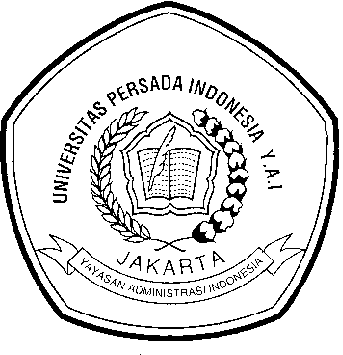 UNIVERSITAS PERSADA INDONESIA Y.A.I
JAKARTA
YAYASAN ADMINISTRASI INDONESIA